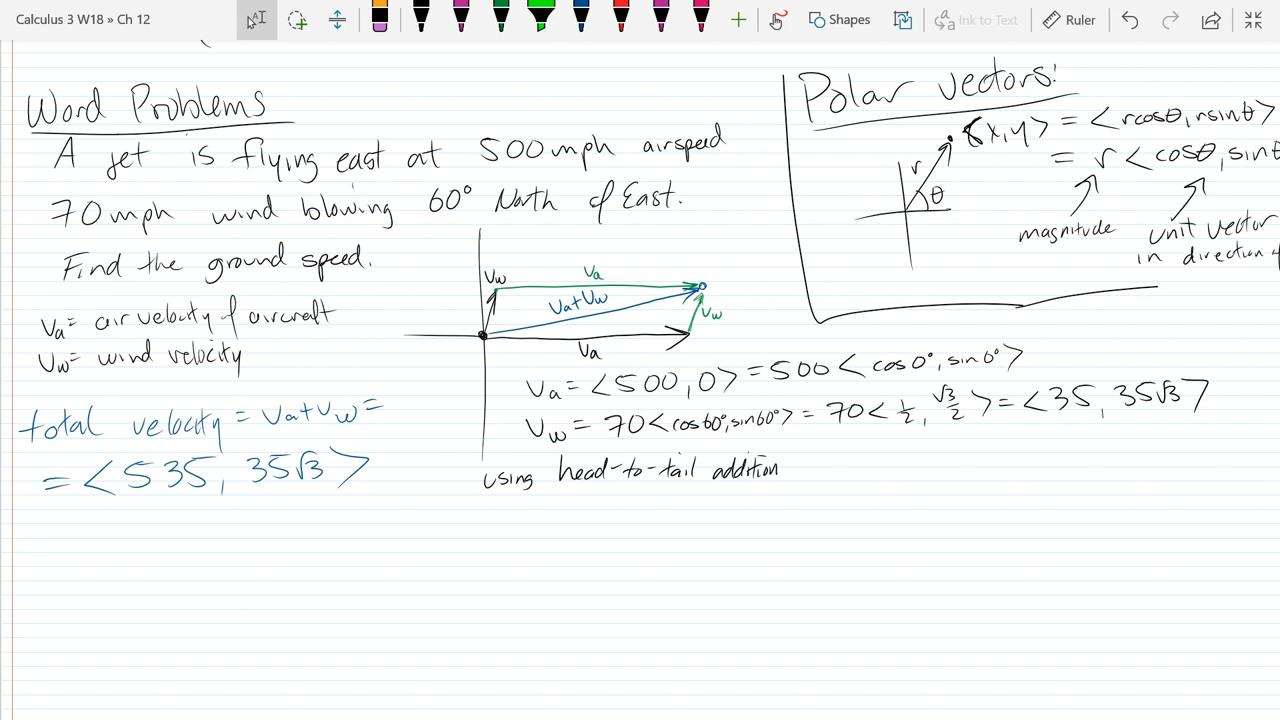 Calculus 3 W18 » Ch 12
Shapes
Ink to Text
Ruler
Word Problems
A jet is flying east at 500mph airspeed
70mph wind blowing 60° North of East.
Find the ground speed.
Va = air velocity of aircraft
Vw = wind velocity
total velocity = Va + Vw =
= <535, 35√3>
Vw
Va
Va+Vw
Vw
Va
Va = <500, 0> = 500 <cos0°, sin0°>
Vw = 70<cos60°, sin60°> = 70<1/2, √3/2> = <35, 35√3>
using head-to-tail addition
Polar vectors:
<x,y> = <rcosθ, rsinθ>
= r <cosθ, sinθ
r
θ
magnitude
unit vector
in direction